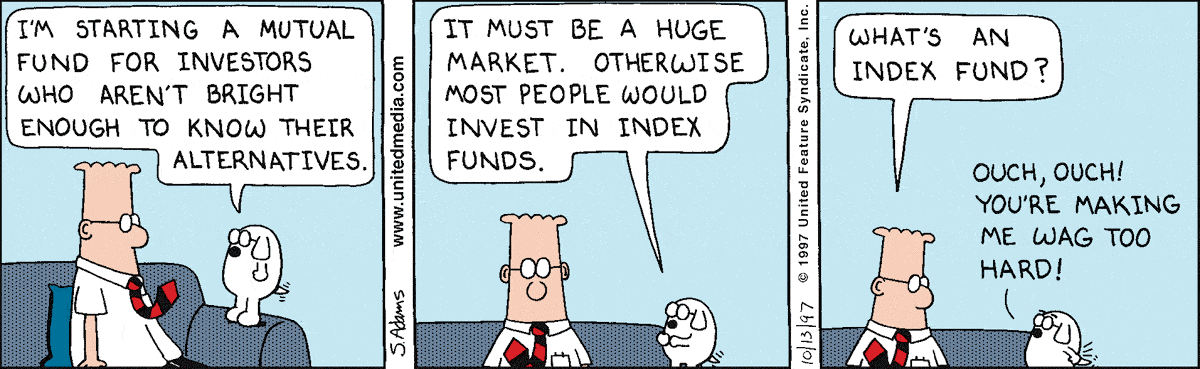 I'M STARTING A MUTUAL
FUND FOR INVESTORS
WHO AREN'T BRIGHT
ENOUGH TO KNOW THEIR
ALTERNATIVES.
S.Adams
www.unitedmedia.com
IT MUST BE A HUGE
MARKET. OTHERWISE
MOST PEOPLE WOULD
INVEST IN INDEX
FUNDS.
10/13/97 © 1997 United Feature Syndicate, Inc.
WHAT'S AN
INDEX FUND?
OUCH, OUCH!
YOU'RE MAKING
ME WAG TOO
HARD!